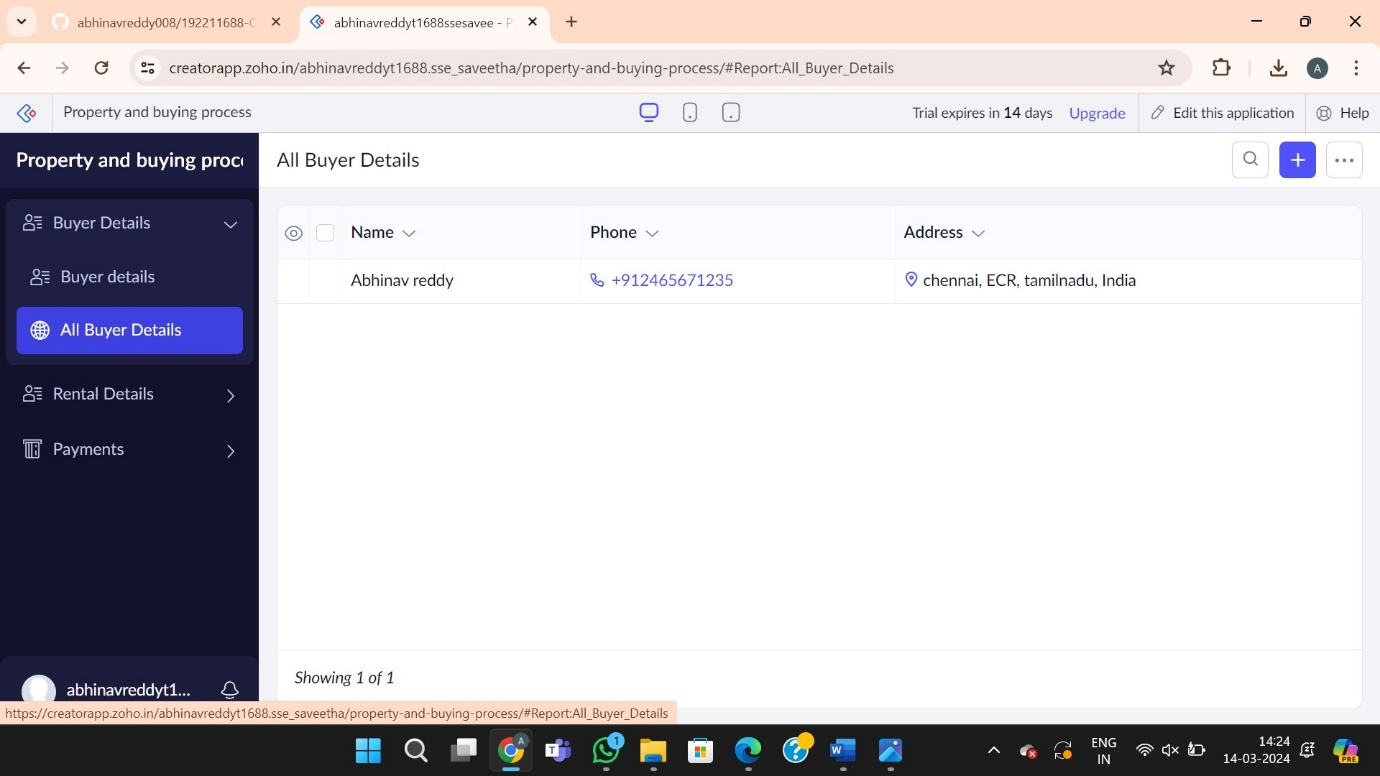 abhinavreddy008/192211688-C
abhinavreddyt1688ssesavee - P
creatorapp.zoho.in/abhinavreddyt1688.sse_saveetha/property-and-buying-process/#Report:All_Buyer_Details
A
Property and buying process
Trial expires in 14 days Upgrade
Edit this application
Help
Property and buying proc
All Buyer Details
Buyer Details
Name Phone Address
Buyer details
Abhinav reddy +912465671235 chennai, ECR, tamilnadu, India
All Buyer Details
Rental Details
Payments
Showing 1 of 1
abhinavreddyt1...
https://creatorapp.zoho.in/abhinavreddyt1688.sse_saveetha/property-and-buying-process/#Report:All_Buyer_Details
A
1
ENG
IN
14:24
14-03-2024
PRE